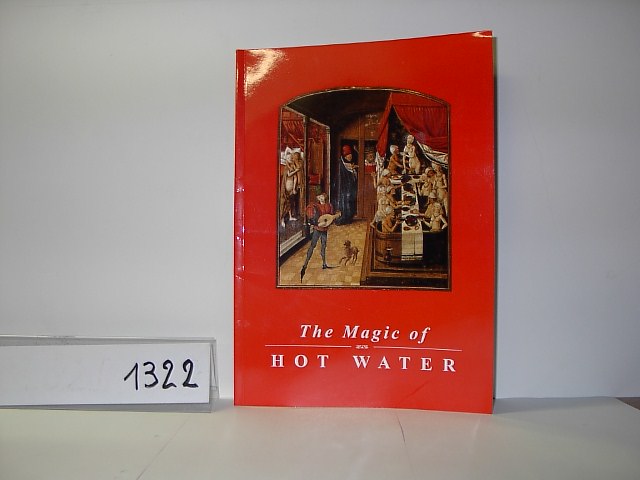 The Magic of
HOT WATER
1322